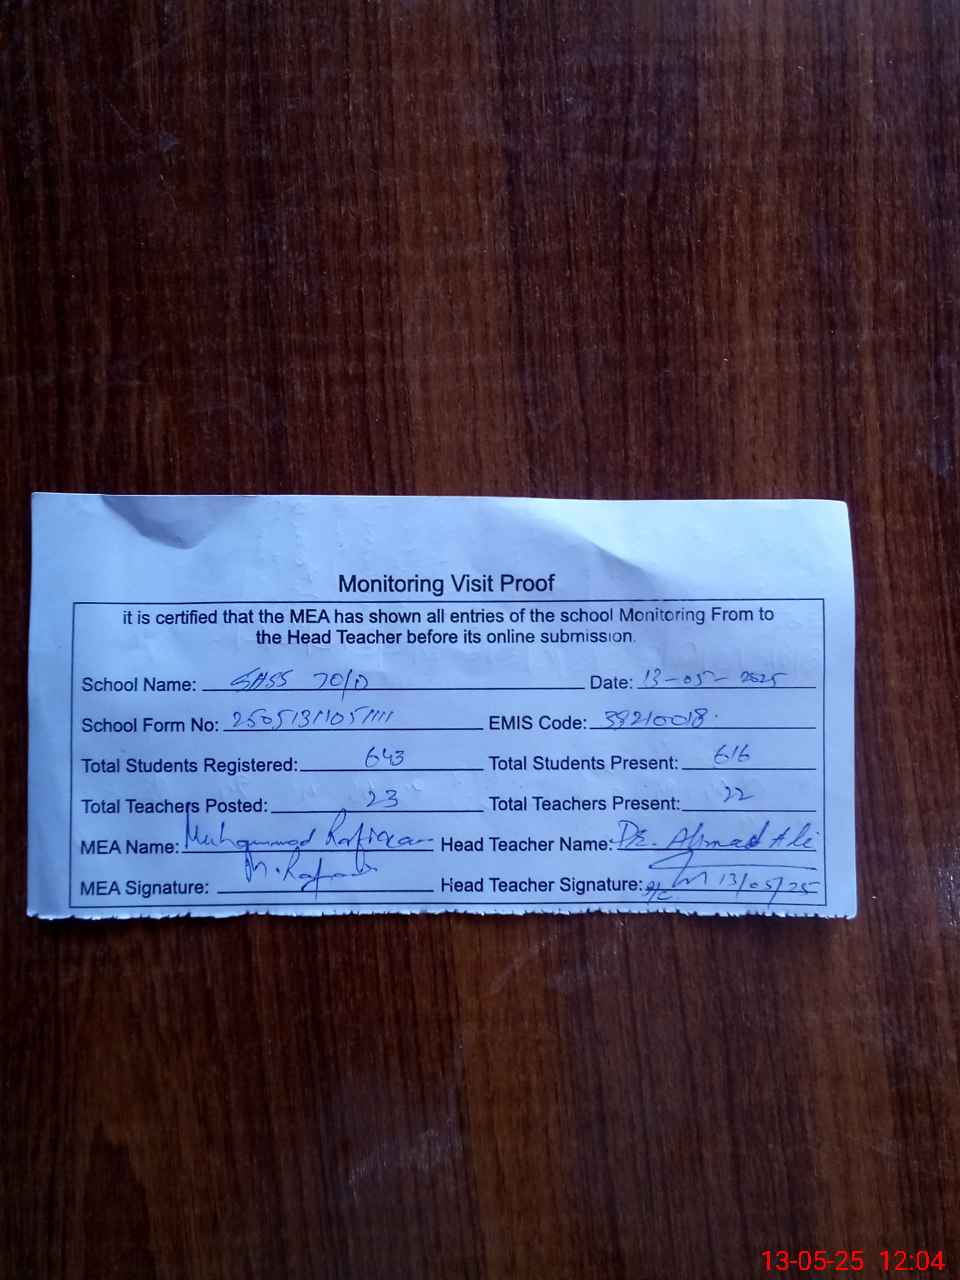 Monitoring Visit Proof
it is certified that the MEA has shown all entries of the school Monitoring From to
the Head Teacher before its online submission.
School Name: GHSS 70/D Date: 13-05-2025
School Form No: 25051311051111 EMIS Code: 38210018.
Total Students Registered: 643 Total Students Present: 616
Total Teachers Posted: 23 Total Teachers Present: 22
MEA Name: Muhammad Head Teacher Name: Dr. Ahmad Ali
MEA Signature: Head Teacher Signature: 13/05/25
13-05-25 12:04